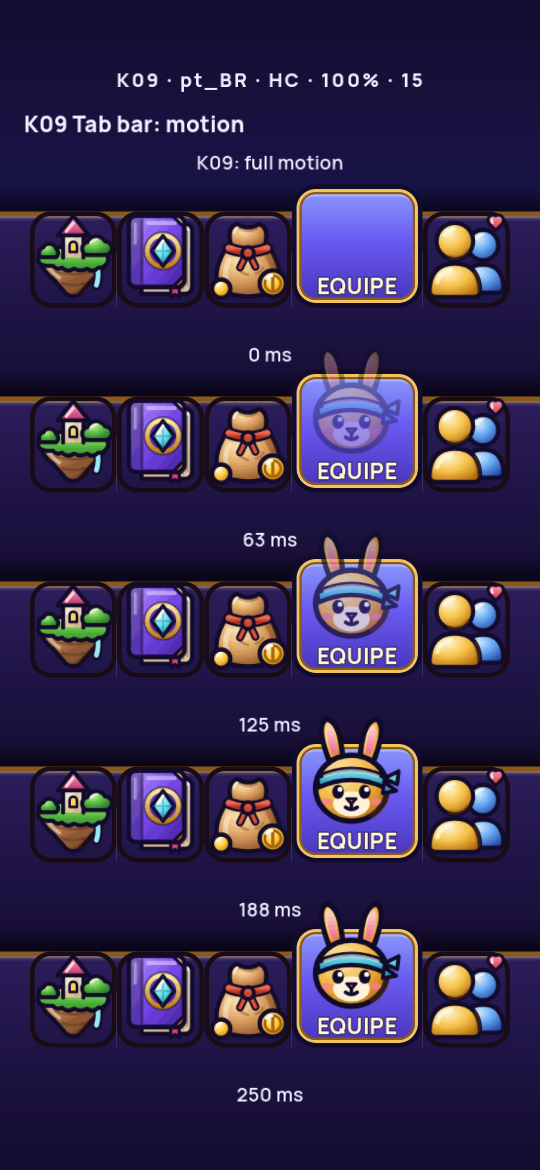 K09 · pt_BR · HC · 100% · 15
K09 Tab bar: motion
K09: full motion
EQUIPE
0 ms
EQUIPE
63 ms
EQUIPE
125 ms
EQUIPE
188 ms
EQUIPE
250 ms